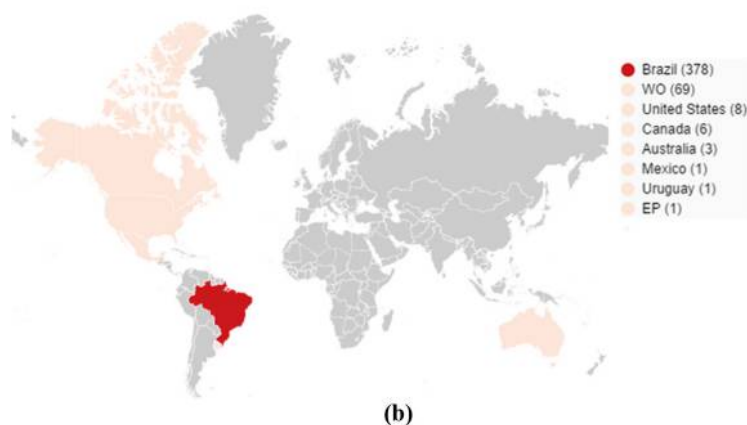 Brazil (378)
WO (69)
United States (8)
Canada (6)
Australia (3)
Mexico (1)
Uruguay (1)
EP (1)
(b)